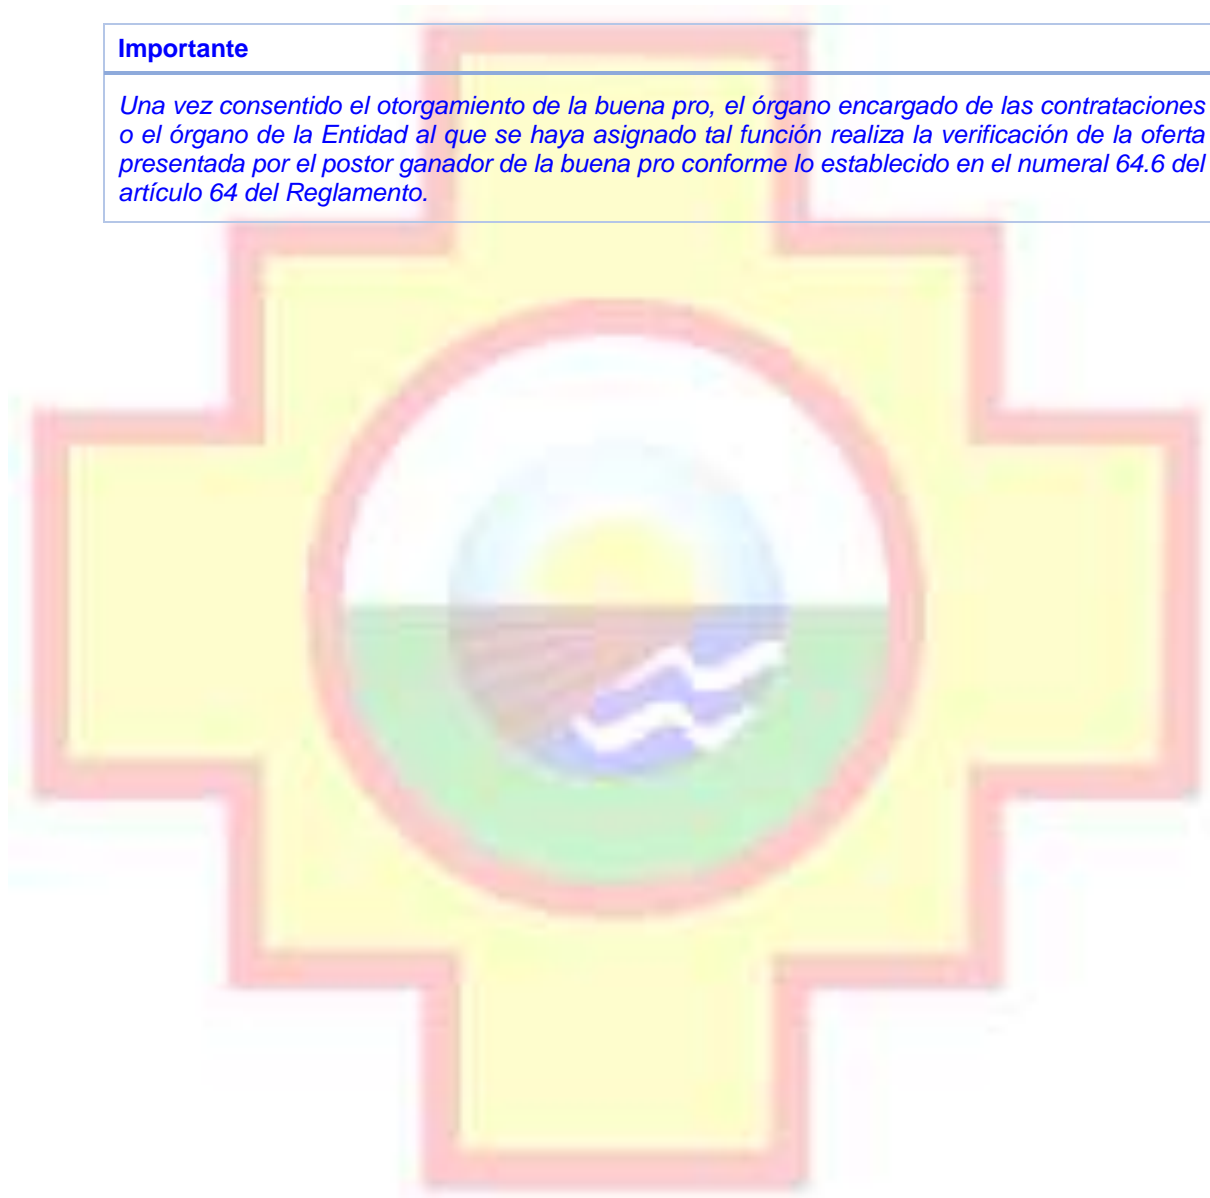 Importante
Una vez consentido el otorgamiento de la buena pro, el órgano encargado de las contrataciones
o el órgano de la Entidad al que se haya asignado tal función realiza la verificación de la oferta
presentada por el postor ganador de la buena pro conforme lo establecido en el numeral 64.6 del
artículo 64 del Reglamento.